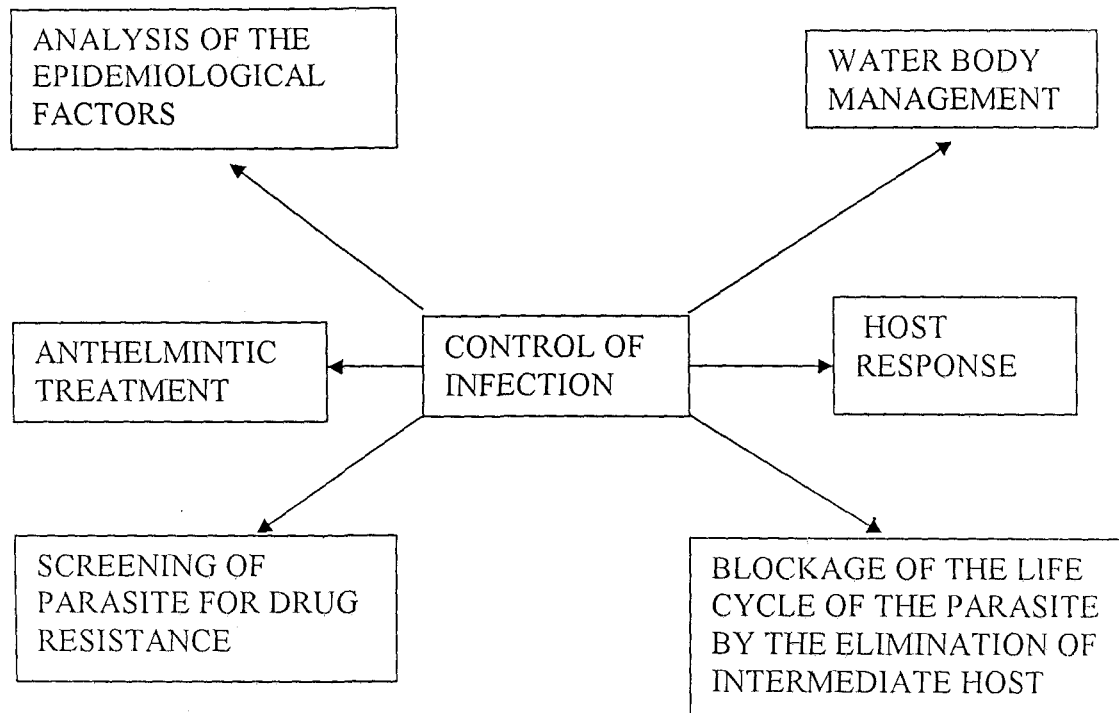 ANALYSIS OF THE
EPIDEMIOLOGICAL
FACTORS
WATER BODY
MANAGEMENT
ANTHELMINTIC
TREATMENT
CONTROL OF
INFECTION
HOST
RESPONSE
SCREENING OF
PARASITE FOR DRUG
RESISTANCE
BLOCKAGE OF THE LIFE
CYCLE OF THE PARASITE
BY THE ELIMINATION OF
INTERMEDIATE HOST